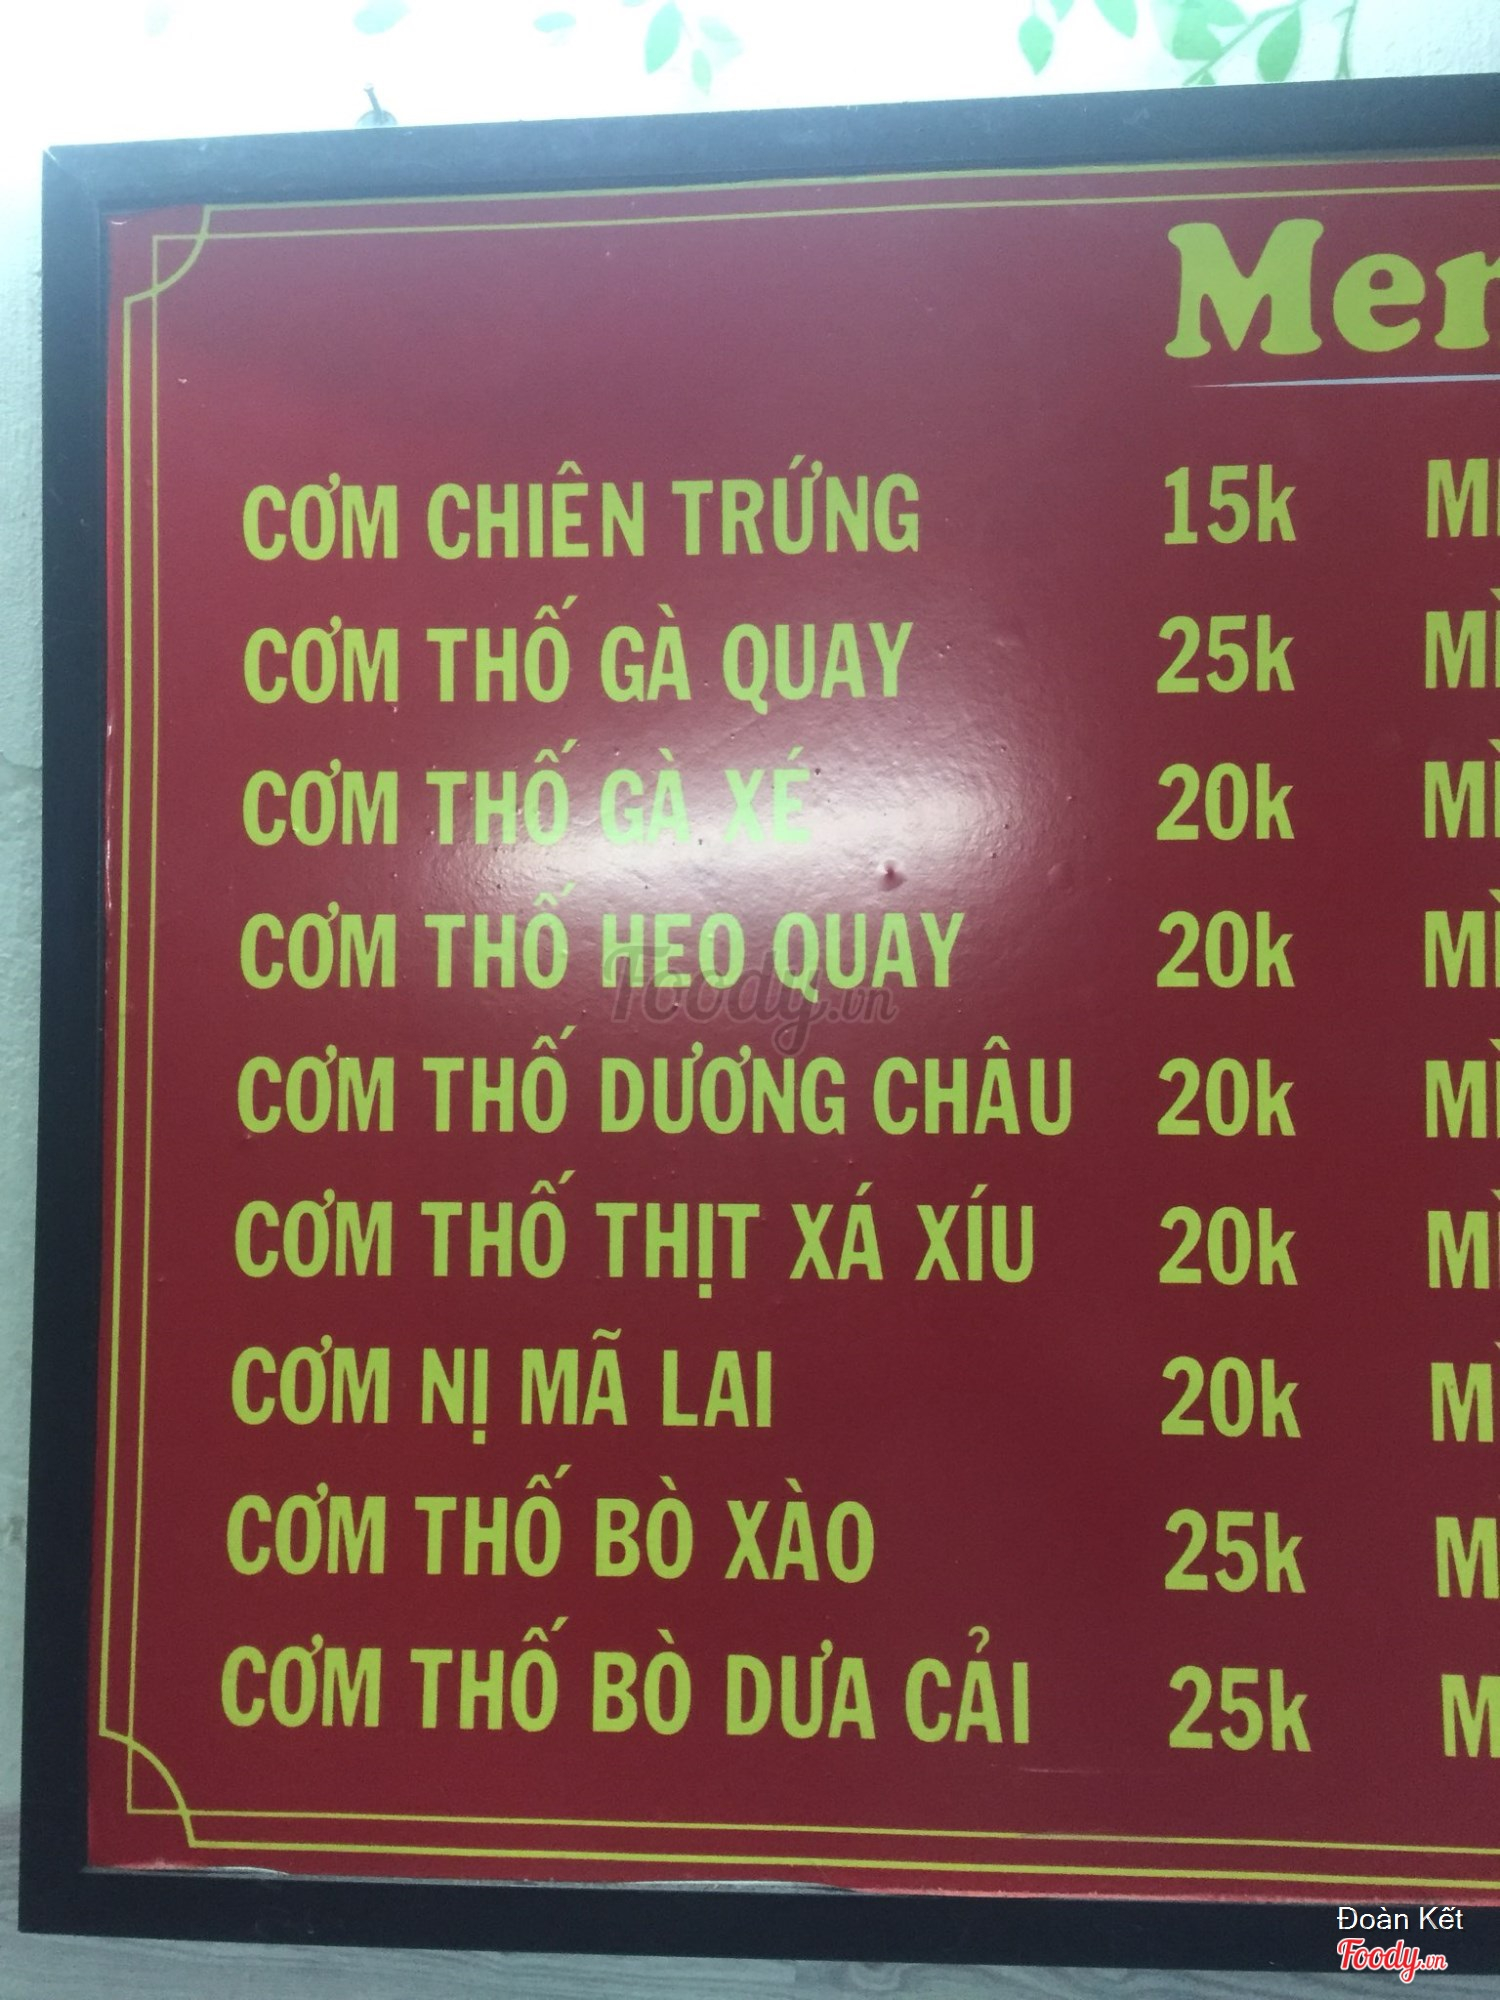 CƠM CHIÊN TRỨNG 15k
CƠM THỐ GÀ QUAY 25k
CƠM THỐ GÀ XÉ 20k
CƠM THỐ HEO QUAY 20k
CƠM THỐ DƯƠNG CHÂU 20k
CƠM THỐ THỊT XÁ XÍU 20k
CƠM NỊ MÃ LAI 20k
CƠM THỐ BÒ XÀO 25k
CƠM THỐ BÒ DƯA CẢI 25k
Foody.vn
Đoàn Kết
Foody.vn